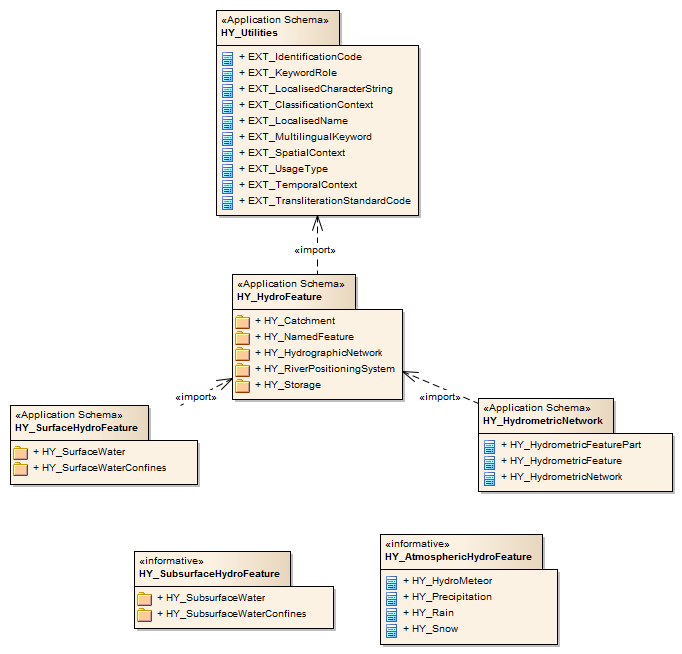 «Application Schema»
HY_Utilities
+ EXT_IdentificationCode
+ EXT_KeywordRole
+ EXT_LocalisedCharacterString
+ EXT_ClassificationContext
+ EXT_LocalisedName
+ EXT_MultilingualKeyword
+ EXT_SpatialContext
+ EXT_UsageType
+ EXT_TemporalContext
+ EXT_TransliterationStandardCode
«import»
«Application Schema»
HY_HydroFeature
+ HY_Catchment
+ HY_NamedFeature
+ HY_HydrographicNetwork
+ HY_RiverPositioningSystem
+ HY_Storage
«import»
«import»
«Application Schema»
HY_SurfaceHydroFeature
+ HY_SurfaceWater
+ HY_SurfaceWaterConfines
«Application Schema»
HY_HydrometricNetwork
+ HY_HydrometricFeaturePart
+ HY_HydrometricFeature
+ HY_HydrometricNetwork
«informative»
HY_SubsurfaceHydroFeature
+ HY_SubsurfaceWater
+ HY_SubsurfaceWaterConfines
«informative»
HY_AtmosphericHydroFeature
+ HY_HydroMeteor
+ HY_Precipitation
+ HY_Rain
+ HY_Snow